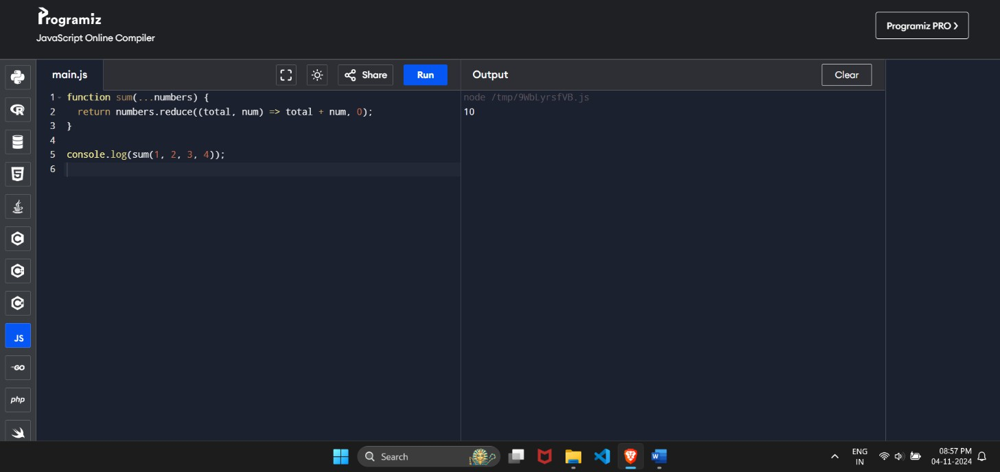 Programiz
JavaScript Online Compiler
Programiz PRO >
main.js
Share
Run
Output
Clear
1 function sum(...numbers) {
2   return numbers.reduce((total, num) => total + num, 0);
3 }
4
5 console.log(sum(1, 2, 3, 4));
6
node /tmp/9WbLyrsfVB.js
10
R
5
C
C+
C
JS
GO
php
Search
W
ENG
IN
08:57 PM
04-11-2024